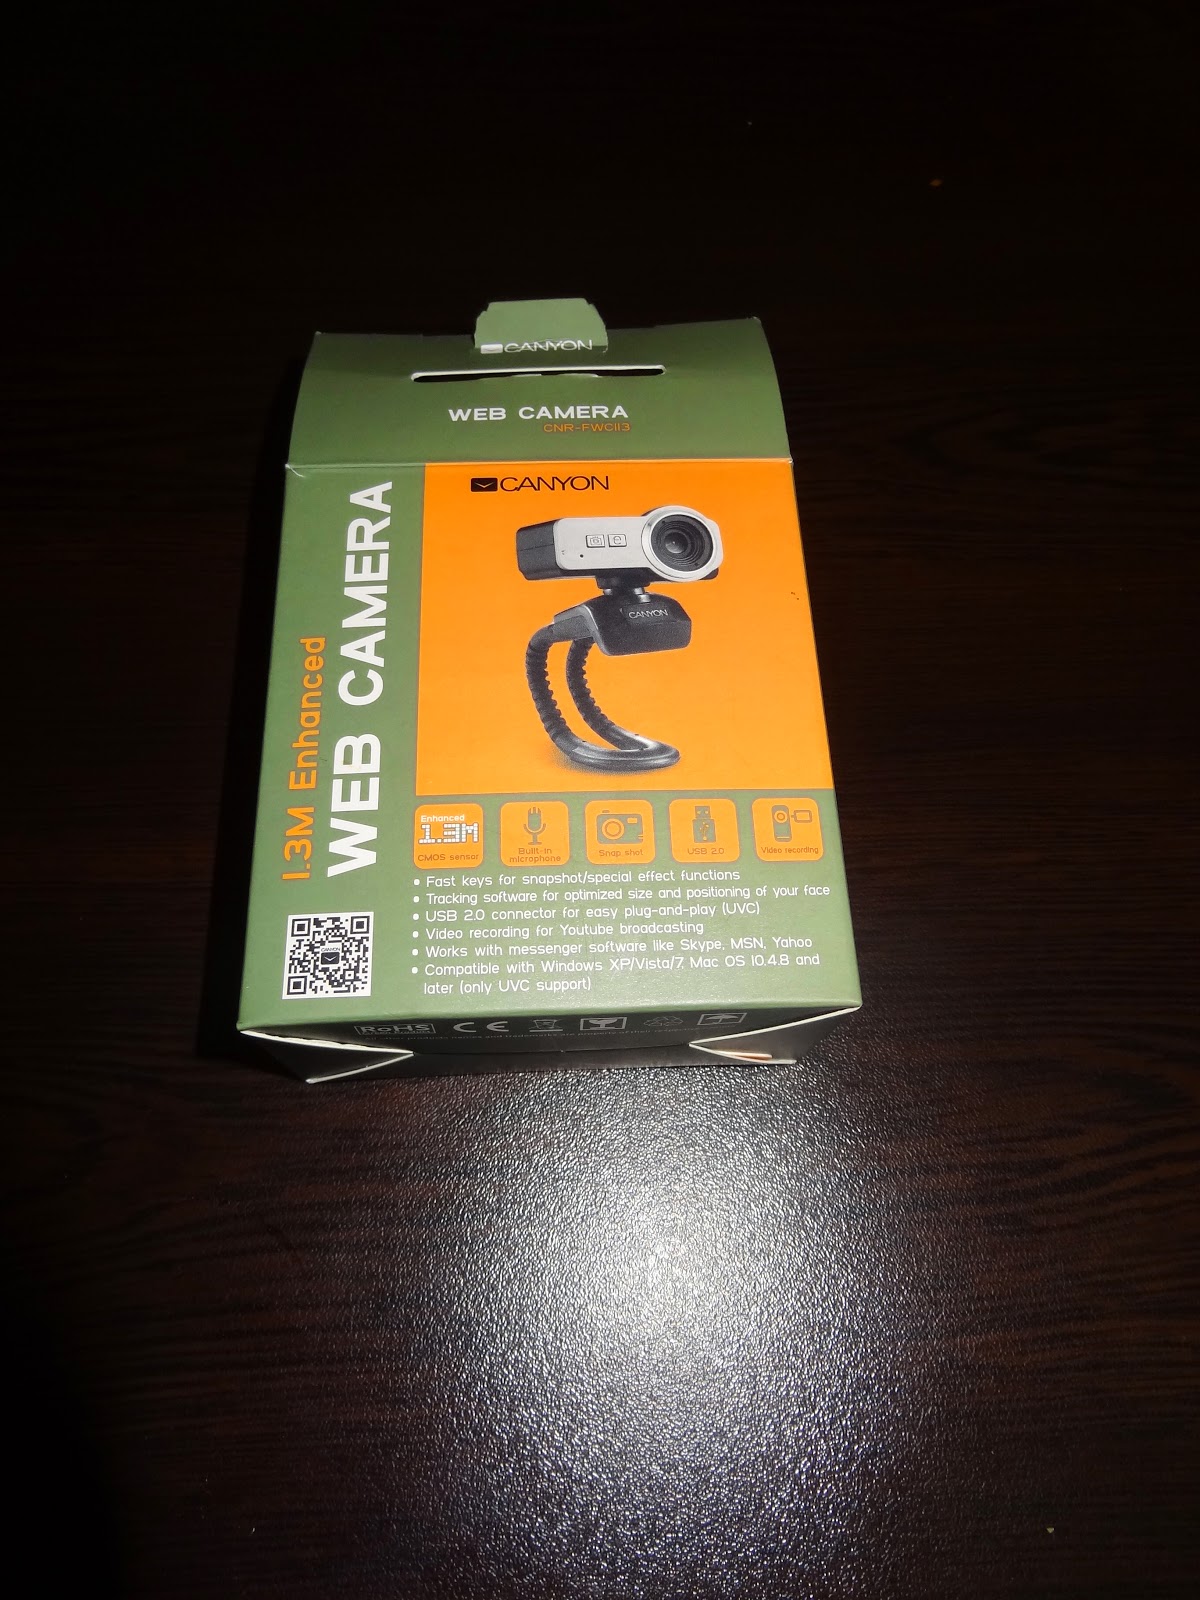 CANYON
WEB CAMERA
CNR-FWC113
CANYON
CANYON
1.3M Enhanced
WEB CAMERA
Enhanced
1.3M
CMOS sensor
Built-in
microphone
Snap shot
USB 2.0
Video recording
• Fast keys for snapshot/special effect functions
• Tracking software for optimized size and positioning of your face
• USB 2.0 connector for easy plug-and-play (UVC)
• Video recording for Youtube broadcasting
• Works with messenger software like Skype, MSN, Yahoo
• Compatible with Windows XP/Vista/7, Mac OS 10.4.8 and
later (only UVC support)
CANYON
RoHS CE